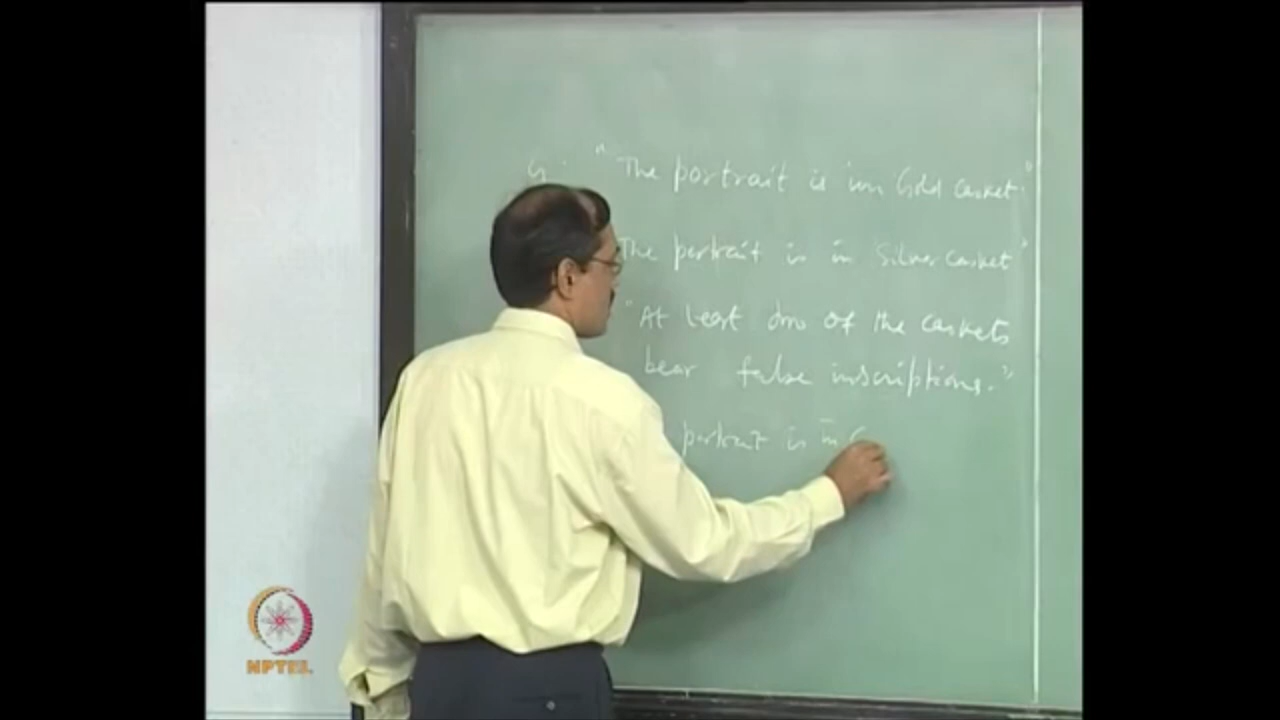 G. "The portrait is in Gold casket."
The portrait is in Silver casket"
"At least two of the caskets
bear false inscriptions."
portrait is in G
NPTEL